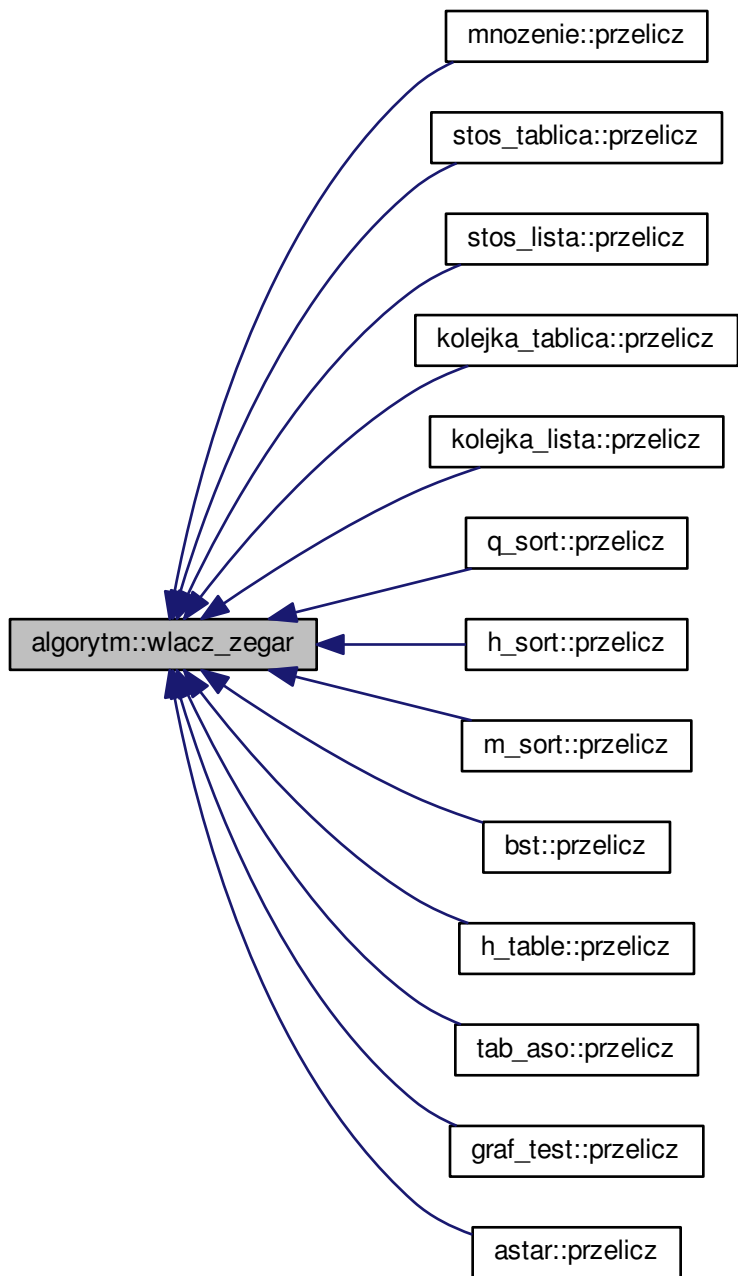 mnozenie::przelicz
stos_tablica::przelicz
stos_lista::przelicz
kolejka_tablica::przelicz
kolejka_lista::przelicz
q_sort::przelicz
algorytm::wlacz_zegar
h_sort::przelicz
m_sort::przelicz
bst::przelicz
h_table::przelicz
tab_aso::przelicz
graf_test::przelicz
astar::przelicz